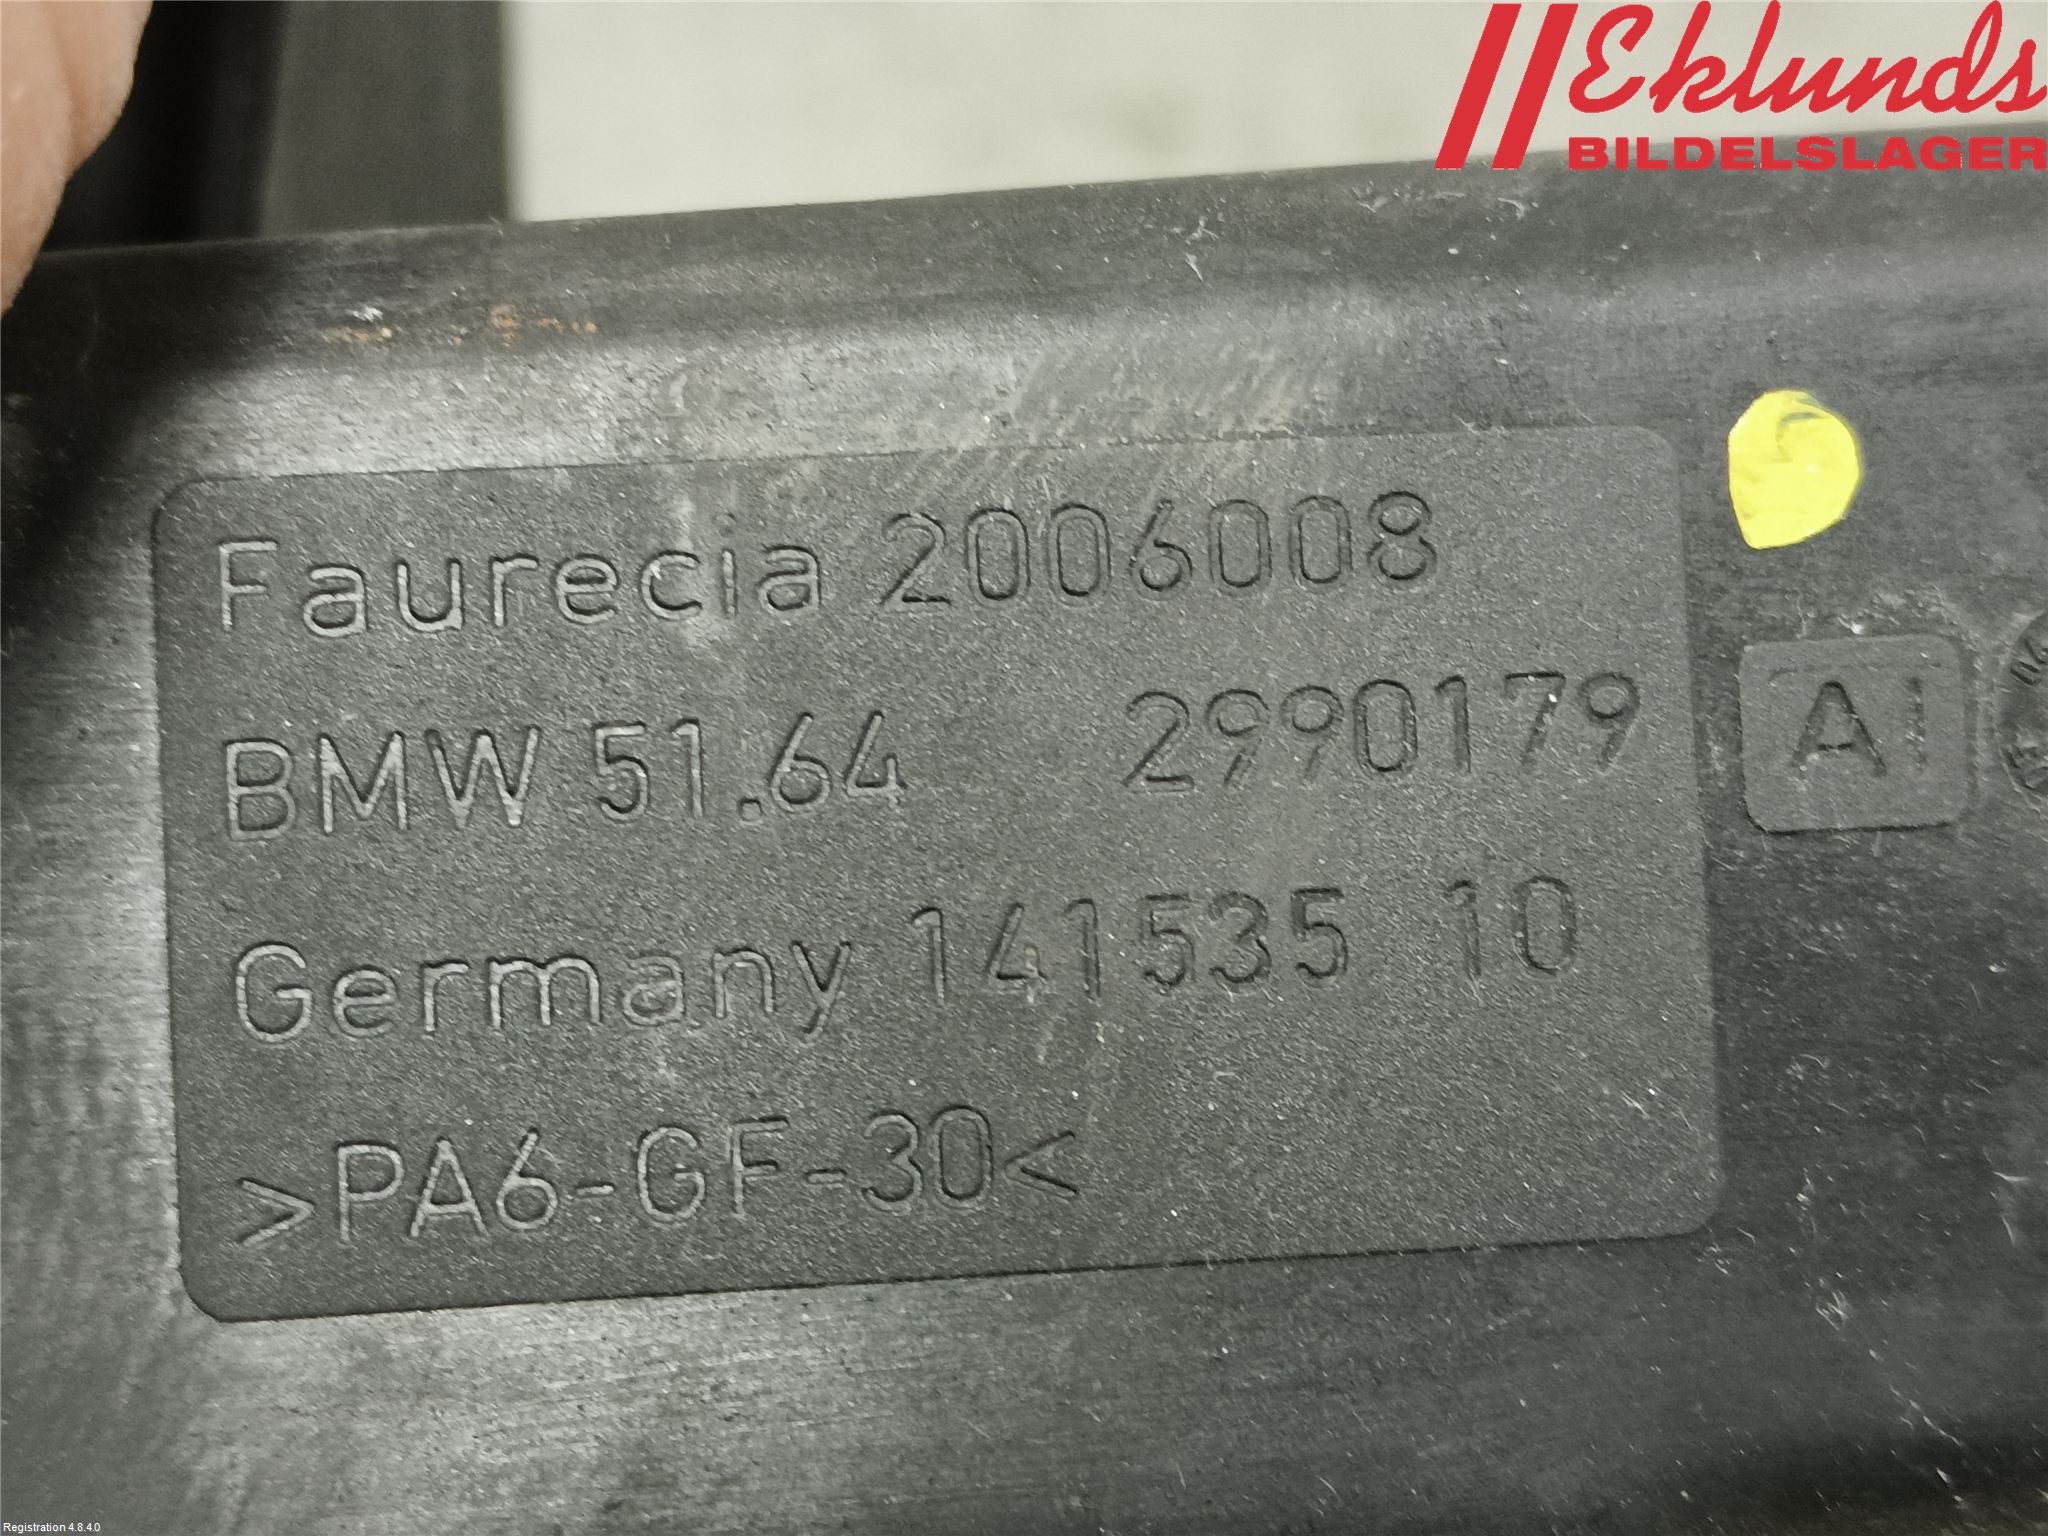 Eklunds
BILDELSLAGER
Faurecia 2006008
BMW 51.64 2990179
AI
Germany 141535 10
>PA6-GF-30<
Registration 4.8.4.0